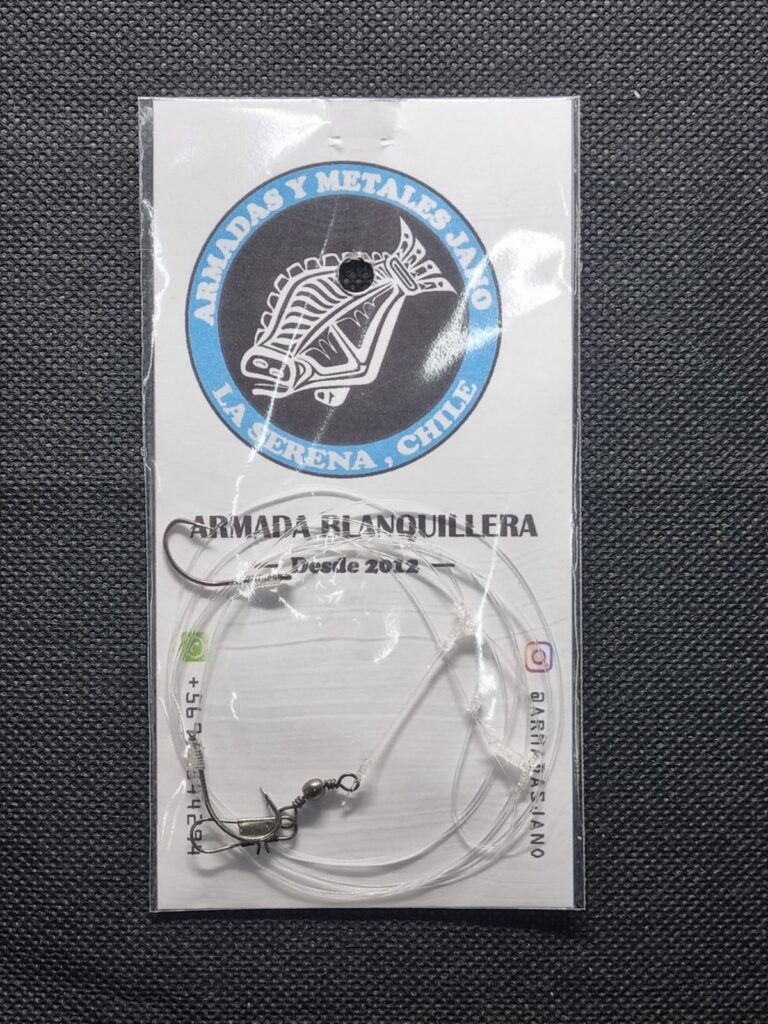 ARMADAS Y METALES JANO
LA SERENA , CHILE
ARMADA BLANQUILLERA
— Desde 2012 —
@ARMADASJANO